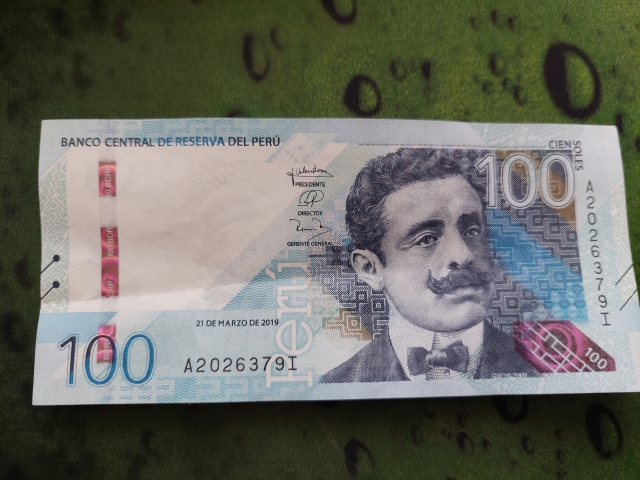 BANCO CENTRAL DE RESERVA DEL PERÚ
CIEN SOLES
100
PRESIDENTE
DIRECTOR
GERENTE GENERAL
A2026379I
Perú
21 DE MARZO DE 2019
100
A2026379I
100